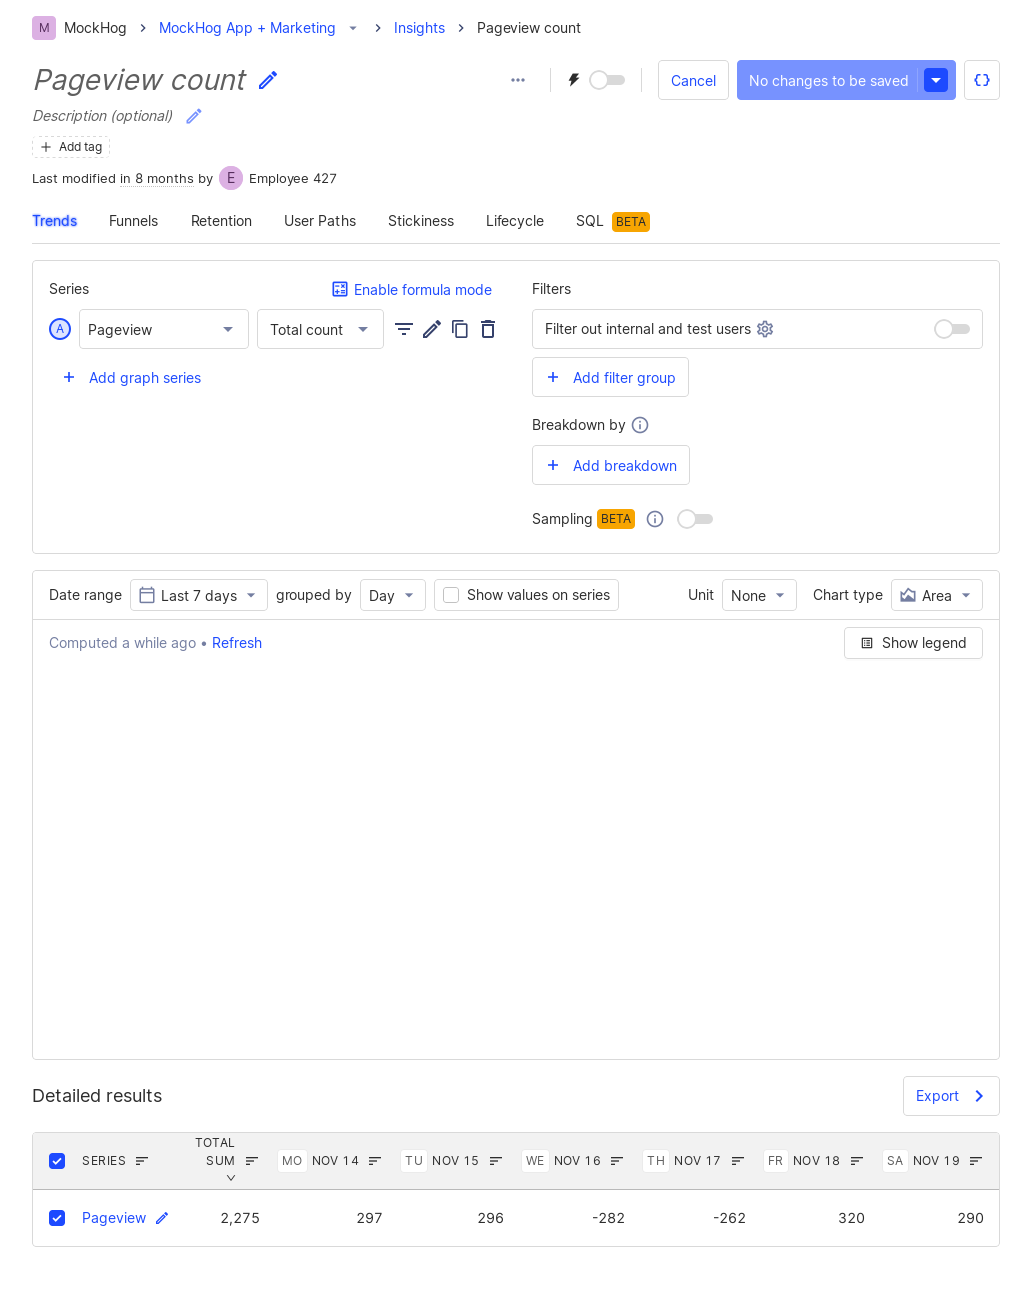 M MockHog MockHog App + Marketing Insights Pageview count
Pageview count
Cancel
No changes to be saved
Description (optional)
Add tag
Last modified in 8 months by E Employee 427
Trends Funnels Retention User Paths Stickiness Lifecycle SQL BETA
Series
Enable formula mode
A Pageview Total count
Add graph series
Filters
Filter out internal and test users
Add filter group
Breakdown by
Add breakdown
Sampling BETA
Date range Last 7 days grouped by Day Show values on series Unit None Chart type Area
Computed a while ago • Refresh
Show legend
Detailed results
Export
SERIES TOTAL SUM MO NOV 14 TU NOV 15 WE NOV 16 TH NOV 17 FR NOV 18 SA NOV 19
Pageview 2,275 297 296 -282 -262 320 290